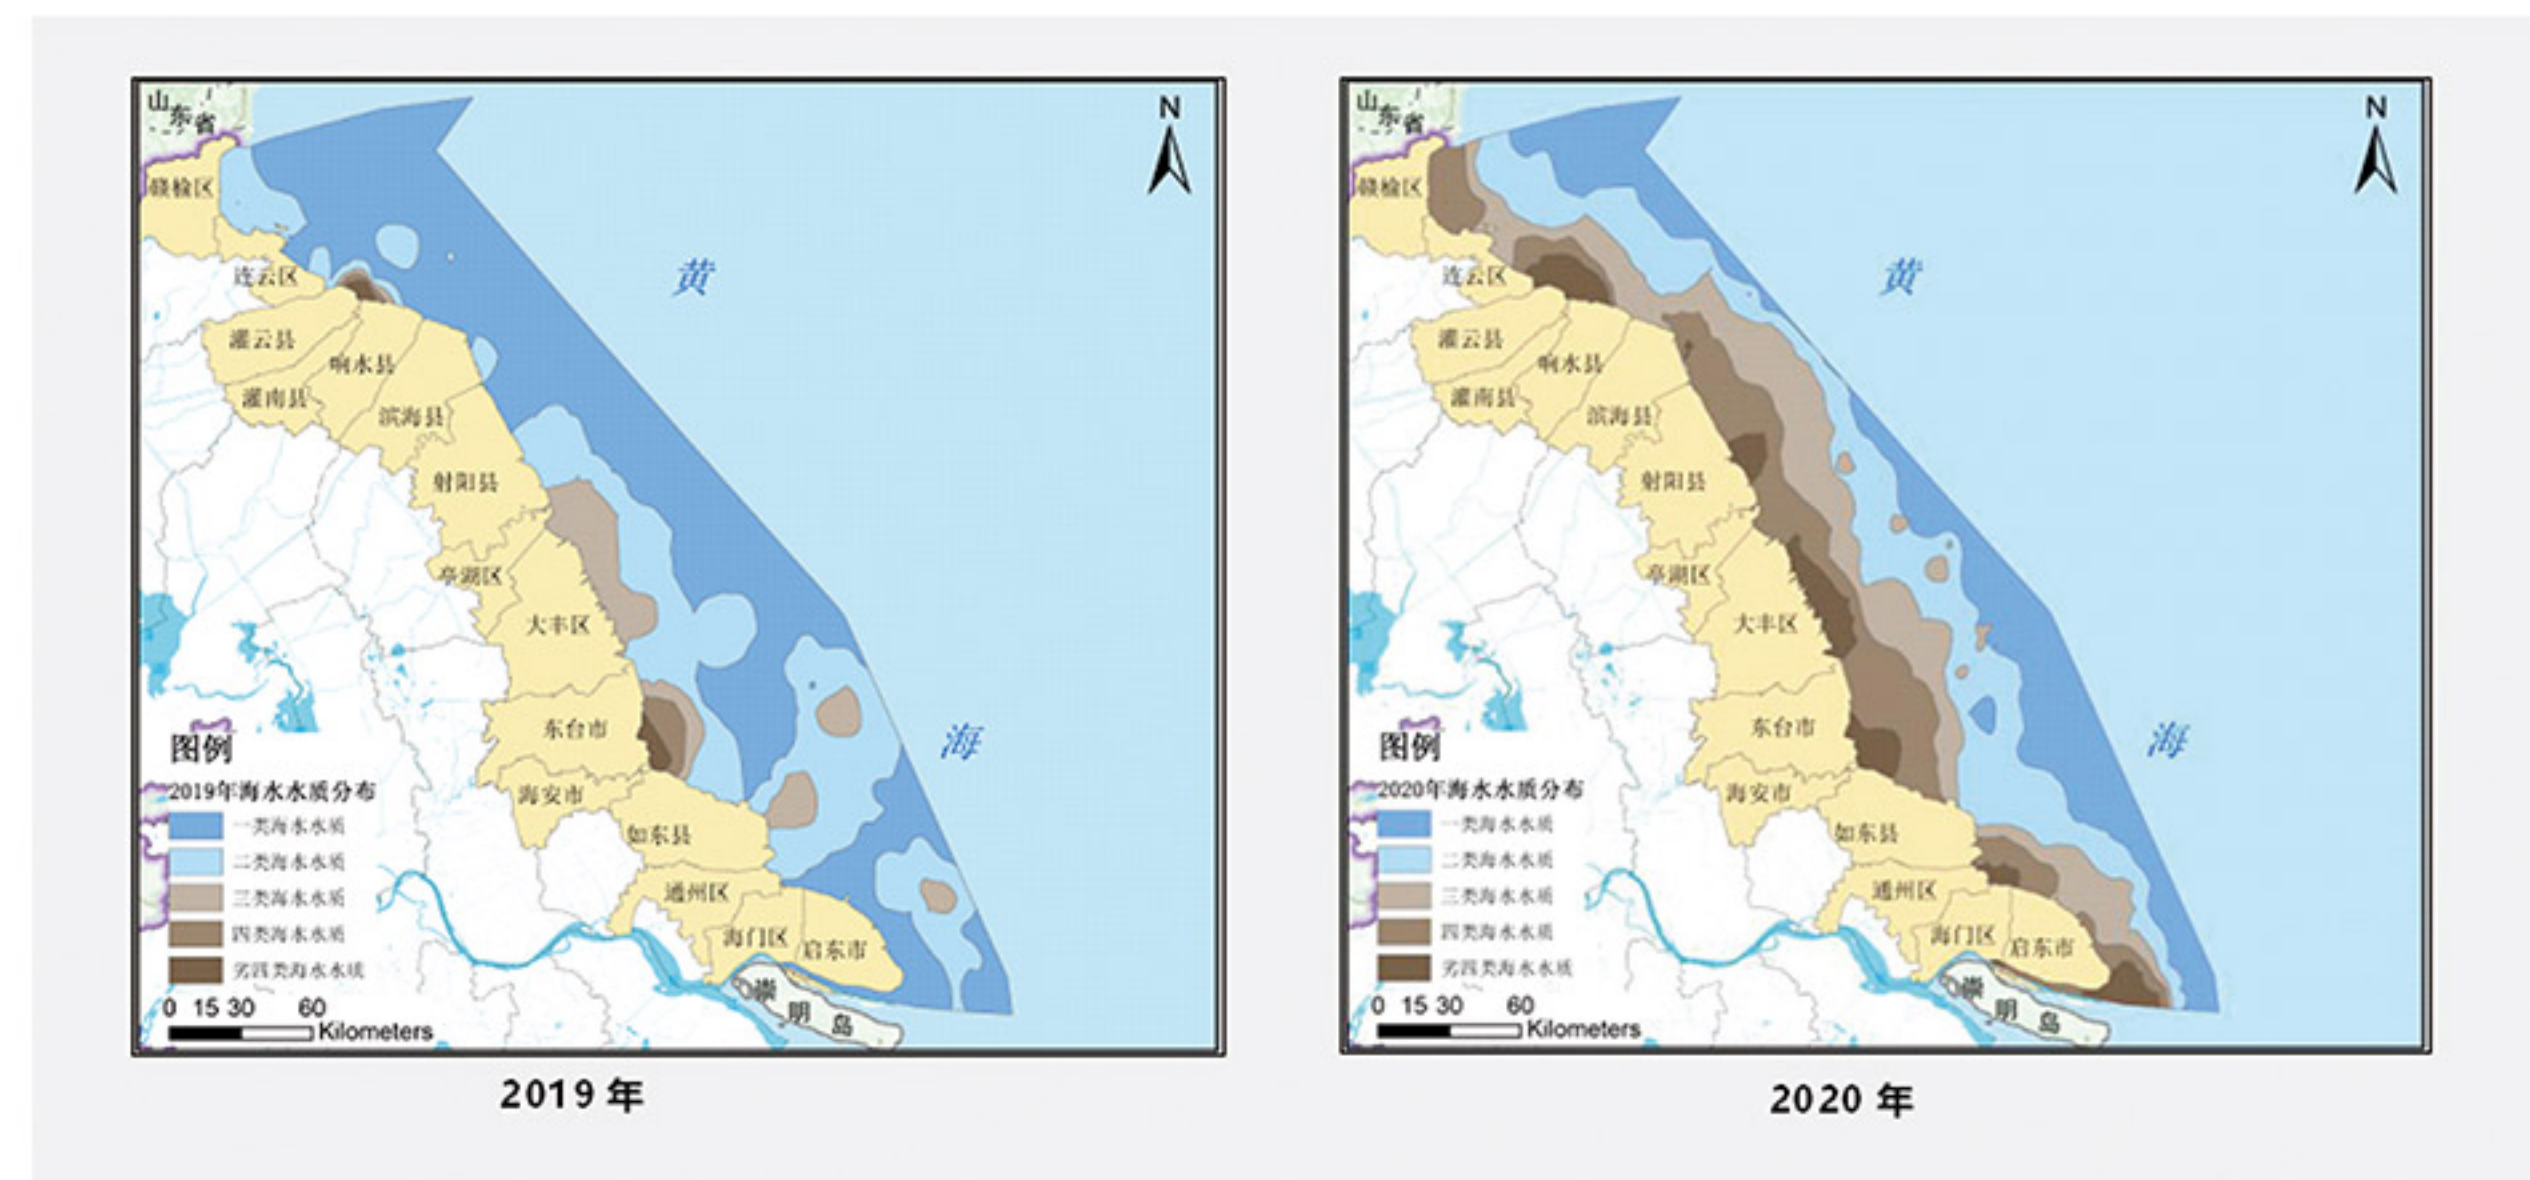 山东省
N
赣榆区
黄
连云区
灌云县
响水县
灌南县
滨海县
射阳县
亭湖区
大丰区
东台市
海
海安市
如东县
通州区
海门区
启东市
崇明岛
图例
2019年海水水质分布
一类海水水质
二类海水水质
三类海水水质
四类海水水质
劣四类海水水质
0 15 30 60
Kilometers
2019 年
山东省
N
赣榆区
黄
连云区
灌云县
响水县
灌南县
滨海县
射阳县
亭湖区
大丰区
东台市
海
海安市
如东县
通州区
海门区
启东市
崇明岛
图例
2020年海水水质分布
一类海水水质
二类海水水质
三类海水水质
四类海水水质
劣四类海水水质
0 15 30 60
Kilometers
2020 年